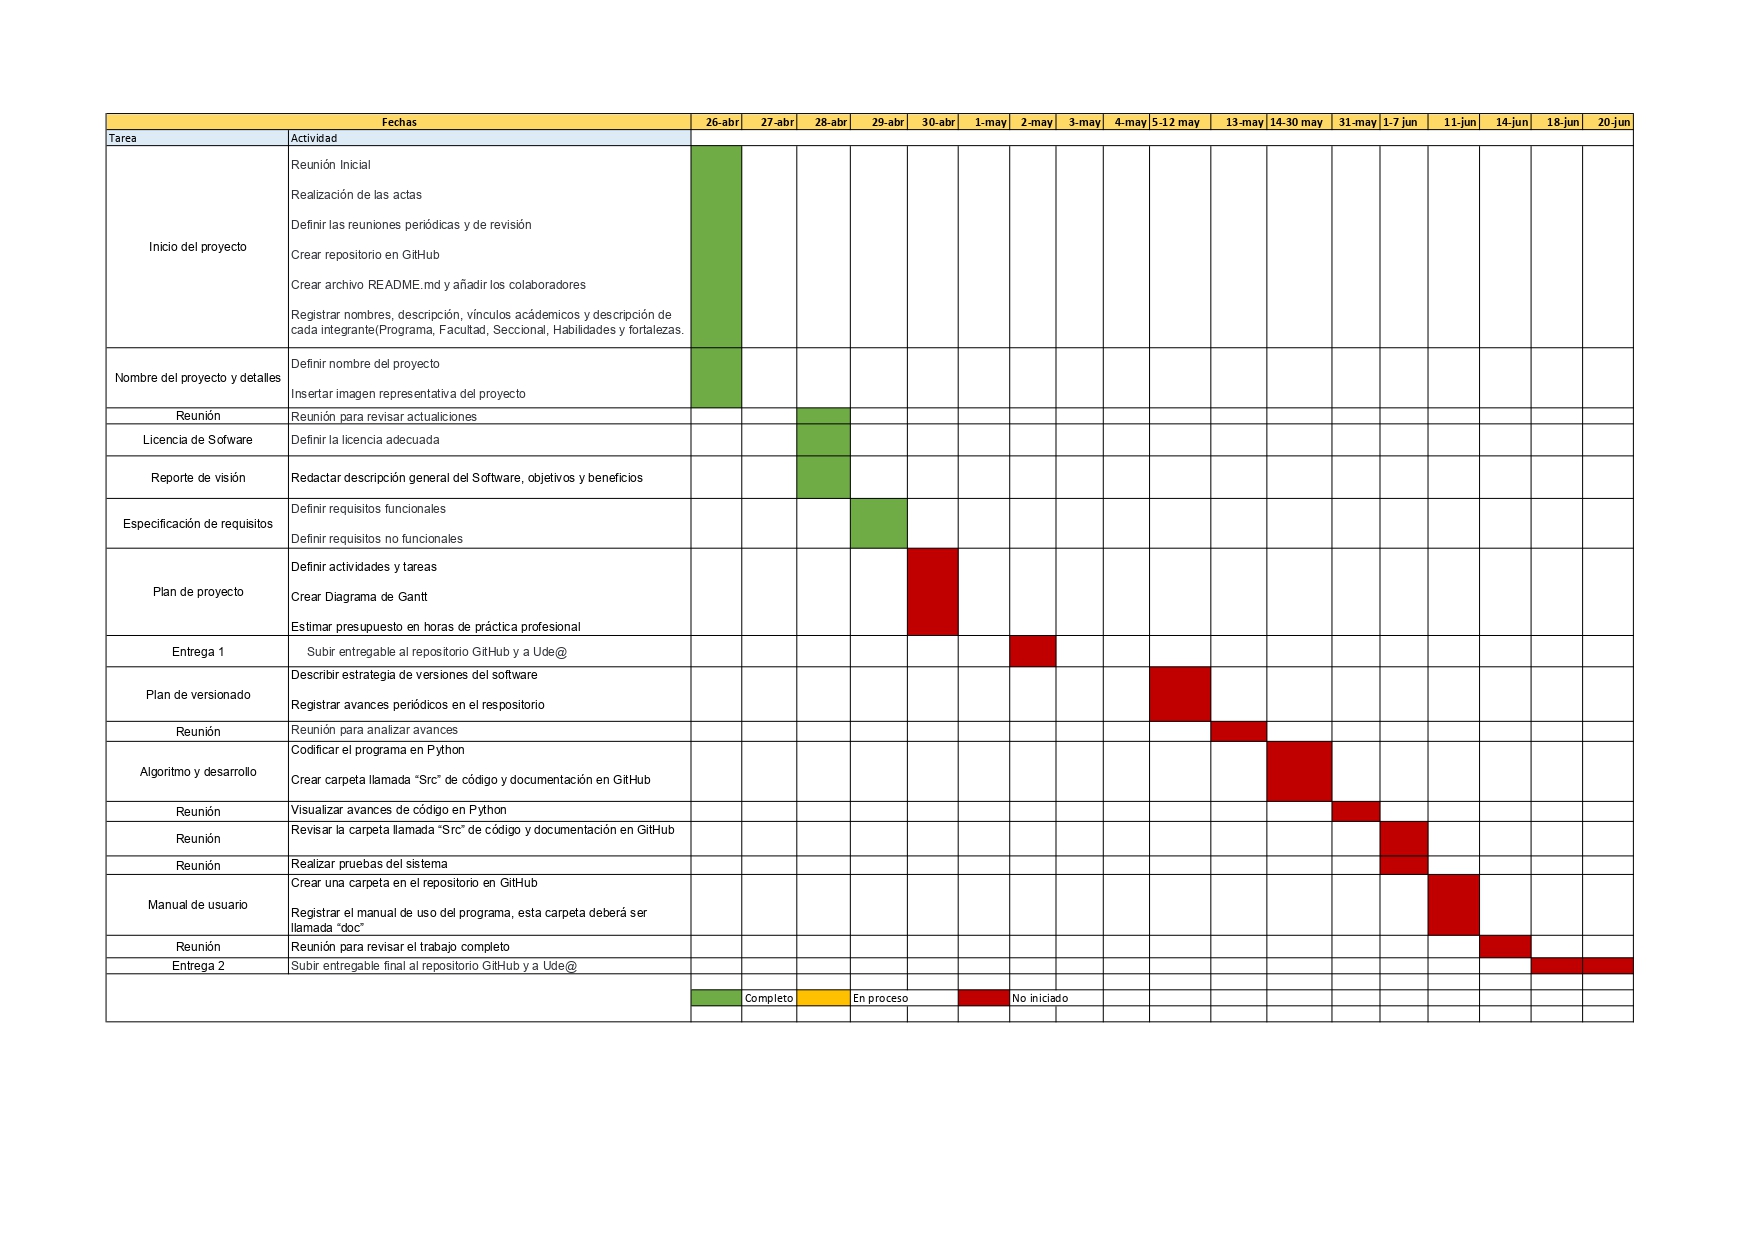 Fechas 26-abr 27-abr 28-abr 29-abr 30-abr 1-may 2-may 3-may 4-may 5-12 may 13-may 14-30 may 31-may 1-7 jun 11-jun 14-jun 18-jun 20-jun
Tarea Actividad
Inicio del proyecto
Reunión Inicial
Realización de las actas
Definir las reuniones periódicas y de revisión
Crear repositorio en GitHub
Crear archivo README.md y añadir los colaboradores
Registrar nombres, descripción, vínculos acádemicos y descripción de
cada integrante(Programa, Facultad, Seccional, Habilidades y fortalezas.
Nombre del proyecto y detalles
Definir nombre del proyecto
Insertar imagen representativa del proyecto
Reunión Reunión para revisar actualiciones
Licencia de Sofware Definir la licencia adecuada
Reporte de visión Redactar descripción general del Software, objetivos y beneficios
Especificación de requisitos
Definir requisitos funcionales
Definir requisitos no funcionales
Plan de proyecto
Definir actividades y tareas
Crear Diagrama de Gantt
Estimar presupuesto en horas de práctica profesional
Entrega 1 Subir entregable al repositorio GitHub y a Ude@
Plan de versionado
Describir estrategia de versiones del software
Registrar avances periódicos en el respositorio
Reunión Reunión para analizar avances
Algoritmo y desarrollo
Codificar el programa en Python
Crear carpeta llamada “Src” de código y documentación en GitHub
Reunión Visualizar avances de código en Python
Reunión Revisar la carpeta llamada “Src” de código y documentación en GitHub
Reunión Realizar pruebas del sistema
Manual de usuario
Crear una carpeta en el repositorio en GitHub
Registrar el manual de uso del programa, esta carpeta deberá ser
llamada “doc”
Reunión Reunión para revisar el trabajo completo
Entrega 2 Subir entregable final al repositorio GitHub y a Ude@
Completo En proceso No iniciado